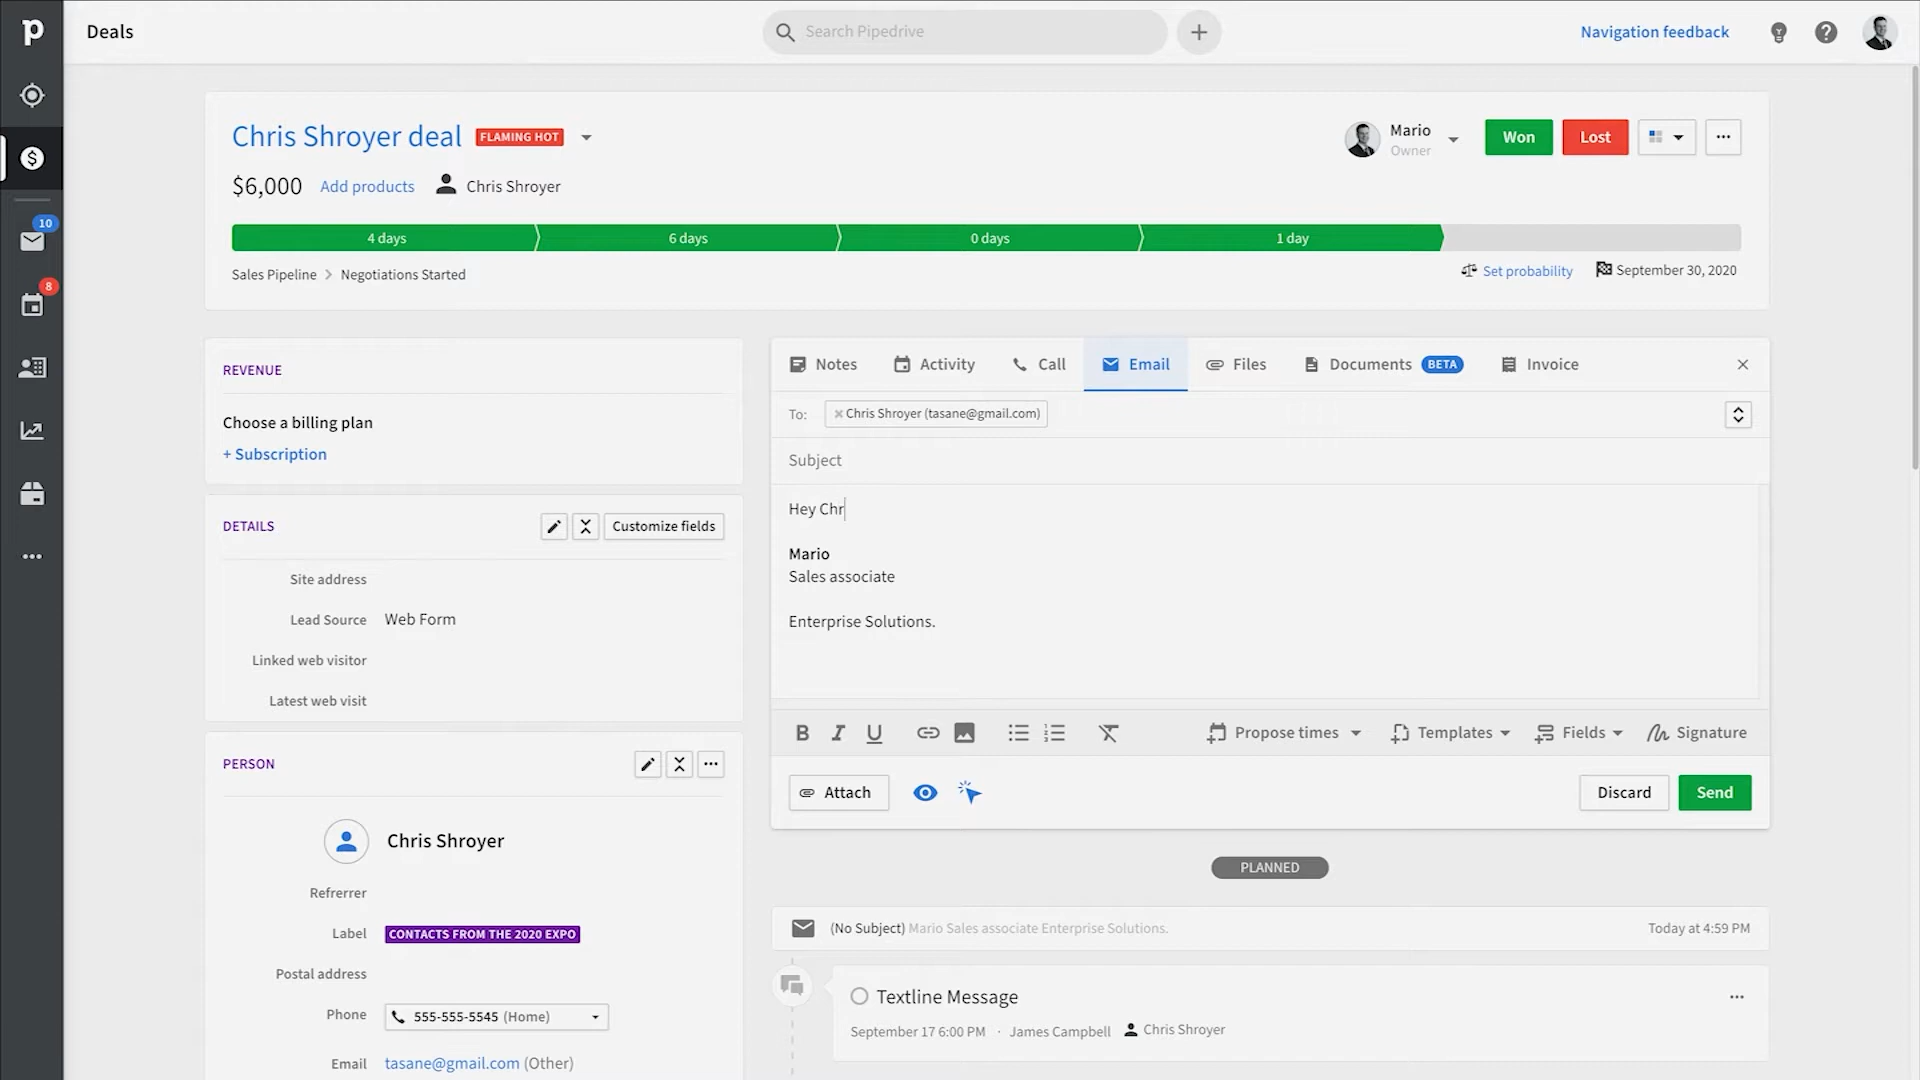 p
Deals
Search Pipedrive
Navigation feedback
Chris Shroyer deal
FLAMING HOT
Mario
Owner
Won
Lost
$6,000
Add products
Chris Shroyer
4 days
6 days
0 days
1 day
Sales Pipeline
Negotiations Started
Set probability
September 30, 2020
10
8
REVENUE
Choose a billing plan
+ Subscription
DETAILS
Customize fields
Site address
Lead Source Web Form
Linked web visitor
Latest web visit
PERSON
Chris Shroyer
Refrerrer
Label CONTACTS FROM THE 2020 EXPO
Postal address
Phone 555-555-5545 (Home)
Email tasane@gmail.com (Other)
Notes
Activity
Call
Email
Files
Documents BETA
Invoice
To: Chris Shroyer (tasane@gmail.com)
Subject
Hey Chr
Mario
Sales associate
Enterprise Solutions.
B I U
Propose times
Templates
Fields
Signature
Attach
Discard
Send
PLANNED
(No Subject) Mario Sales associate Enterprise Solutions.
Today at 4:59 PM
Textline Message
September 17 6:00 PM · James Campbell Chris Shroyer